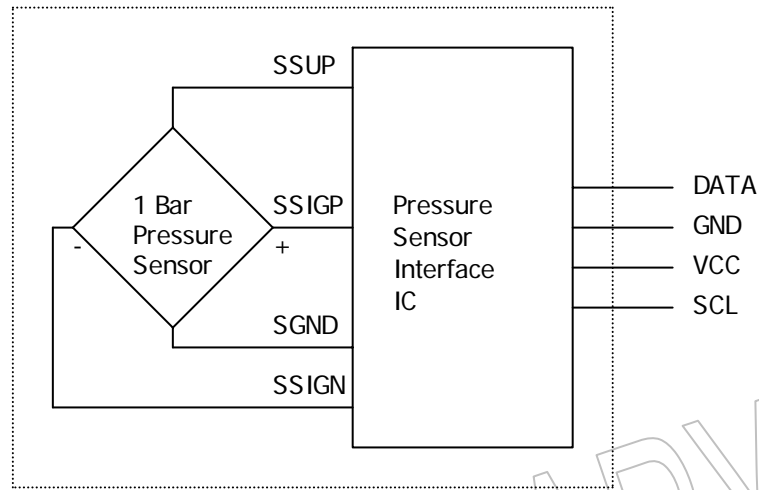 SSUP
1 Bar
Pressure
Sensor
-
+
SSIGP
SGND
SSIGN
Pressure
Sensor
Interface
IC
DATA
GND
VCC
SCL